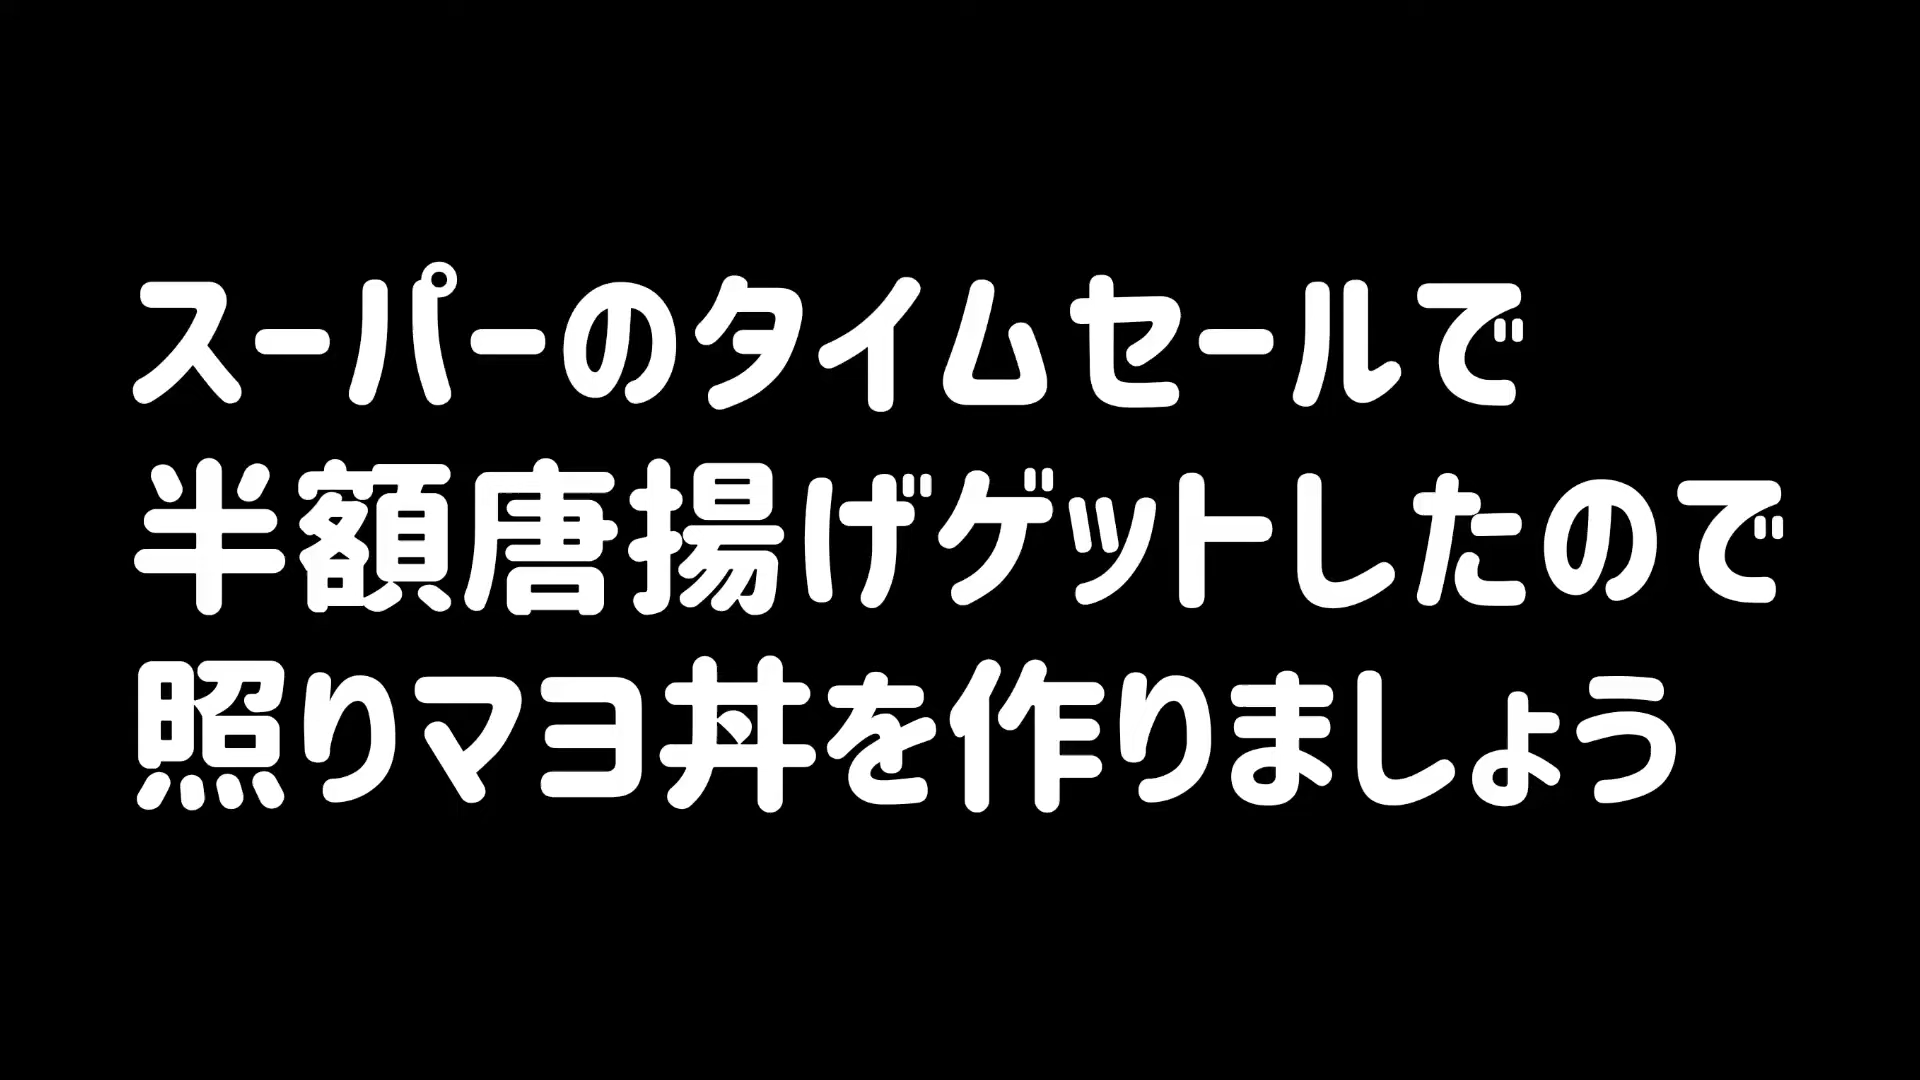 スーパーのタイムセールで
半額唐揚げゲットしたので
照りマヨ丼を作りましょう